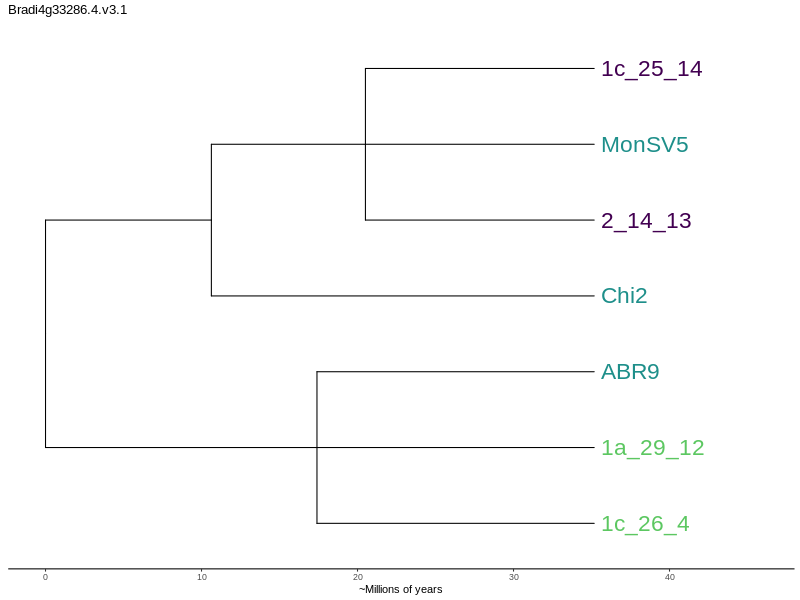 Bradi4g33286.4.v3.1
1c_25_14
MonSV5
2_14_13
Chi2
ABR9
1a_29_12
1c_26_4
0 10 20 30 40
~Millions of years